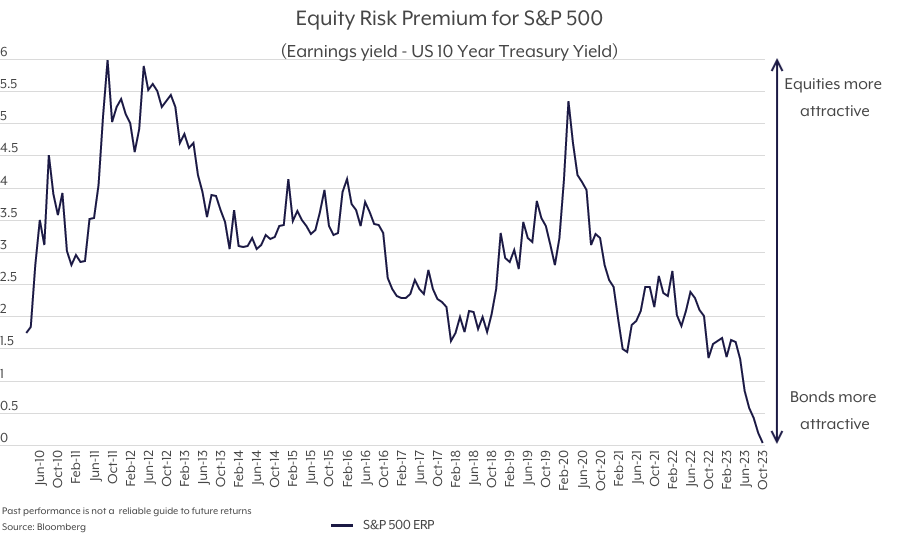 Equity Risk Premium for S&P 500
(Earnings yield - US 10 Year Treasury Yield)
6
5.5
5
4.5
4
3.5
3
2.5
2
1.5
1
0.5
0
Equities more
attractive
Bonds more
attractive
Jun-10
Oct-10
Feb-11
Jun-11
Oct-11
Feb-12
Jun-12
Oct-12
Feb-13
Jun-13
Oct-13
Feb-14
Jun-14
Oct-14
Feb-15
Jun-15
Oct-15
Feb-16
Jun-16
Oct-16
Feb-17
Jun-17
Oct-17
Feb-18
Jun-18
Oct-18
Feb-19
Jun-19
Oct-19
Feb-20
Jun-20
Oct-20
Feb-21
Jun-21
Oct-21
Feb-22
Jun-22
Oct-22
Feb-23
Jun-23
Oct-23
Past performance is not a reliable guide to future returns
Source: Bloomberg
S&P 500 ERP